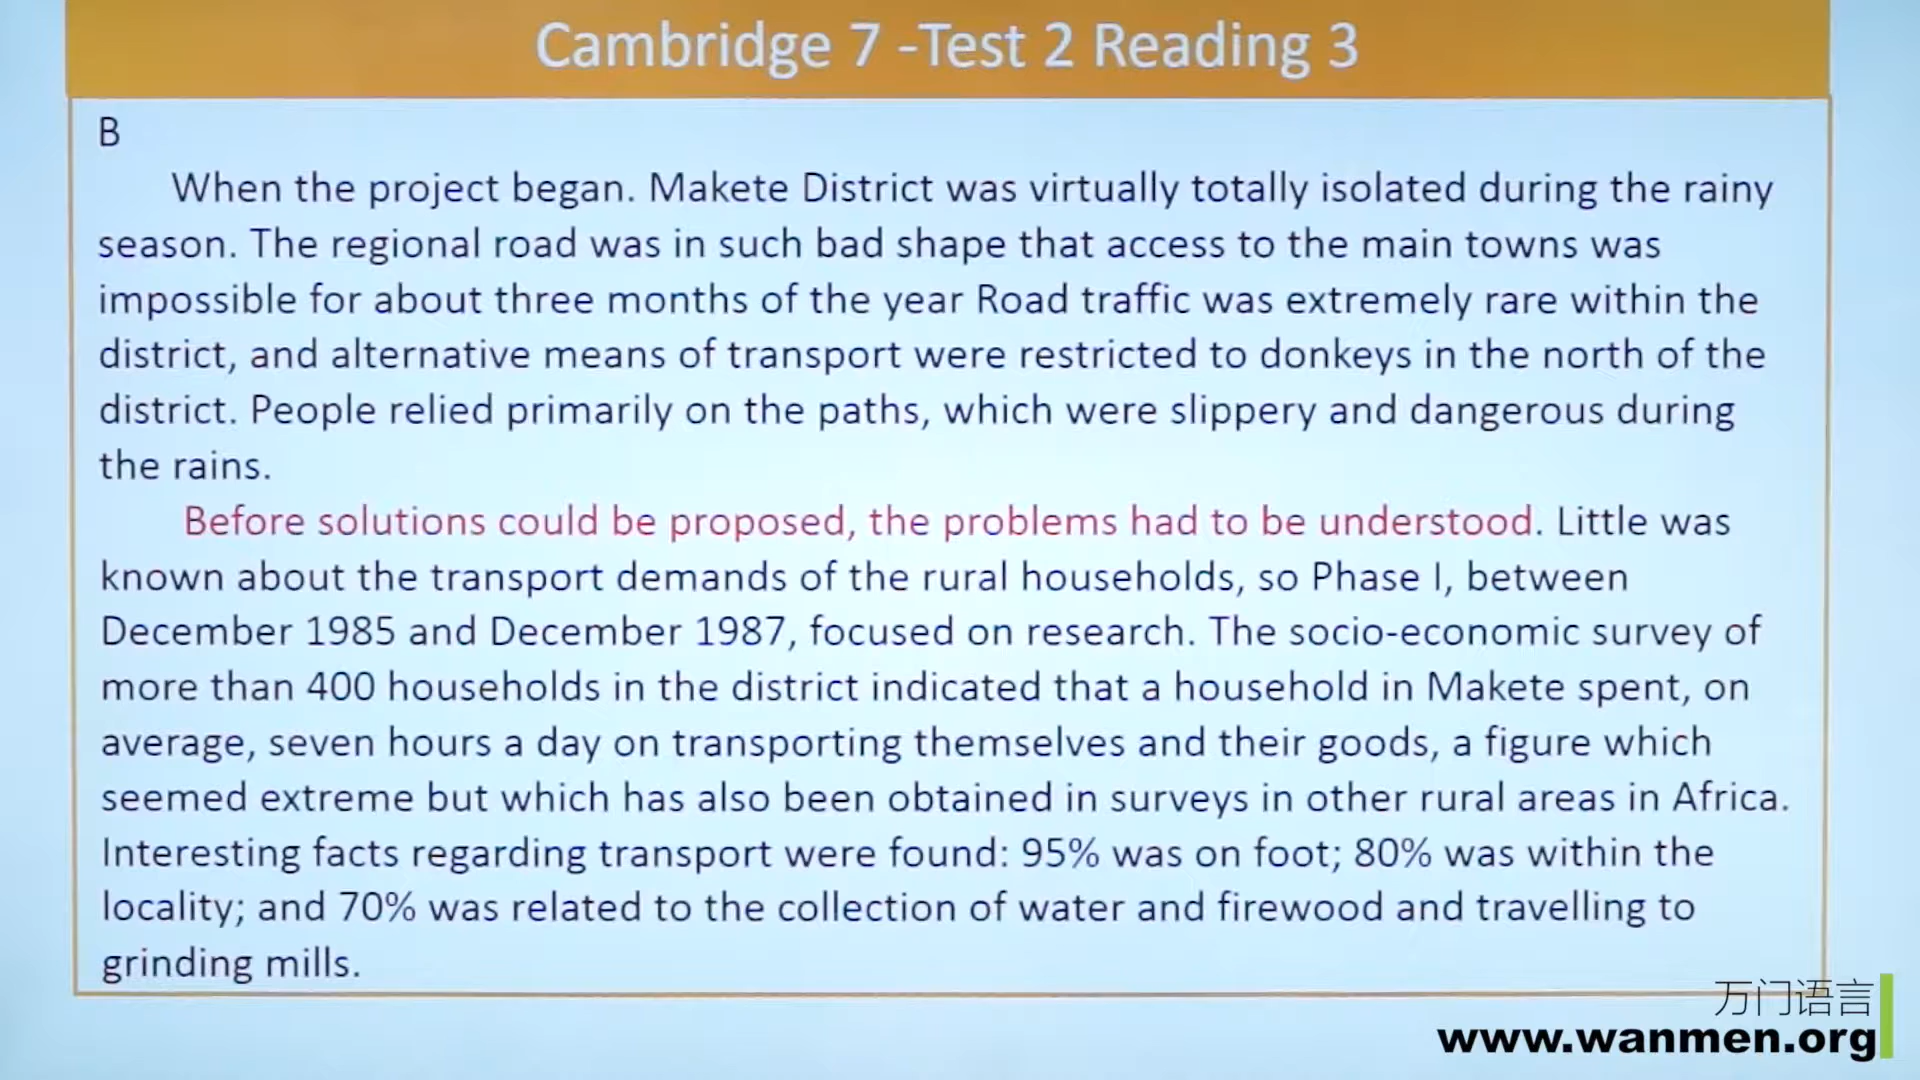 Cambridge 7 -Test 2 Reading 3
B
When the project began. Makete District was virtually totally isolated during the rainy
season. The regional road was in such bad shape that access to the main towns was
impossible for about three months of the year Road traffic was extremely rare within the
district, and alternative means of transport were restricted to donkeys in the north of the
district. People relied primarily on the paths, which were slippery and dangerous during
the rains.
Before solutions could be proposed, the problems had to be understood. Little was
known about the transport demands of the rural households, so Phase I, between
December 1985 and December 1987, focused on research. The socio-economic survey of
more than 400 households in the district indicated that a household in Makete spent, on
average, seven hours a day on transporting themselves and their goods, a figure which
seemed extreme but which has also been obtained in surveys in other rural areas in Africa.
Interesting facts regarding transport were found: 95% was on foot; 80% was within the
locality; and 70% was related to the collection of water and firewood and travelling to
grinding mills.
万门语言
www.wanmen.org